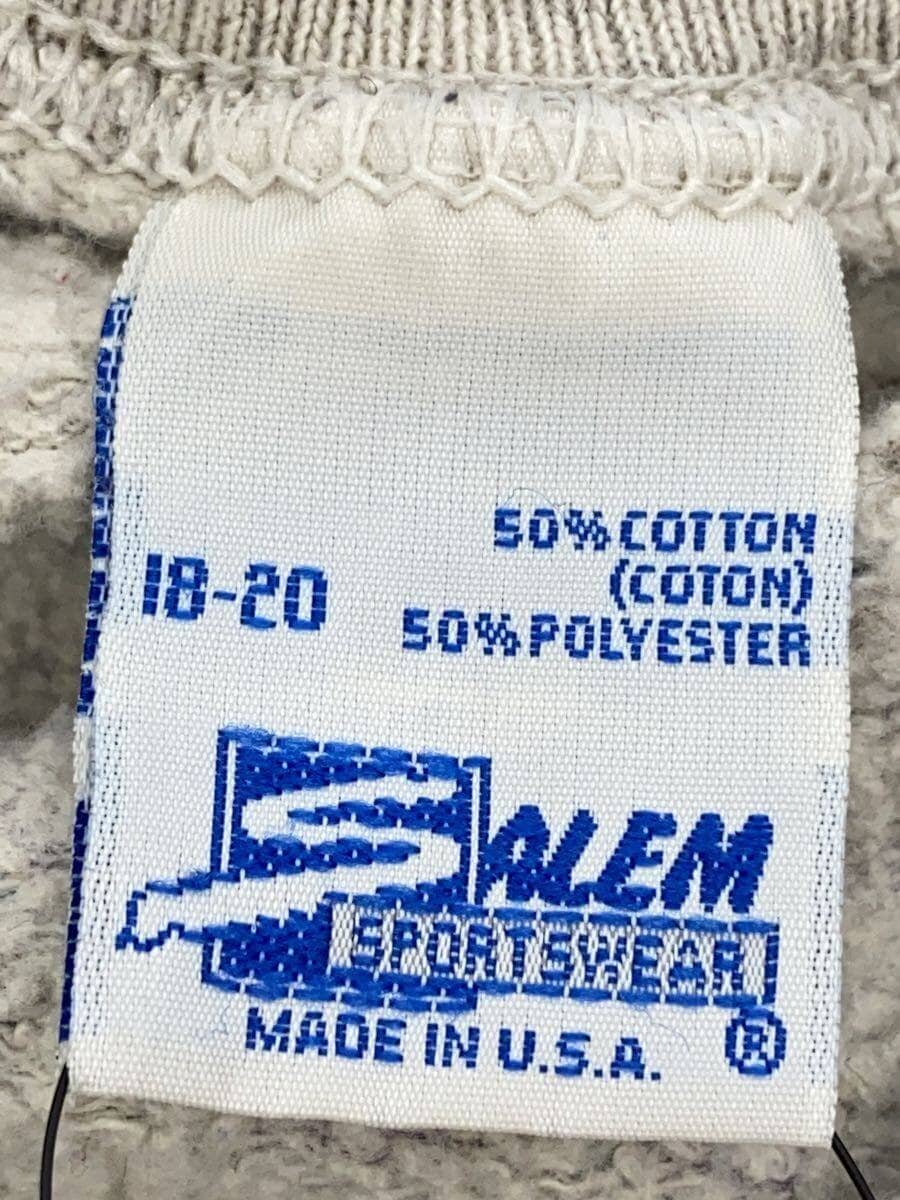 50% COTTON
(COTON)
18-20
50% POLYESTER
SALEM
SPORTSWEAR
MADE IN U.S.A. ®